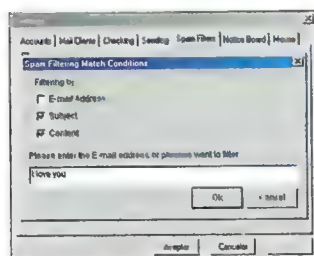 Accounts | Mail Clients | Checking | Sending | Spam Filters | Notice Board |
Spam Filtering Match Conditions
Filtering by
E-mail Address
Subject
Content
Please enter the E-mail address or phrases want to filter
I love you
Ok
Cancel
Aceptar
Cancelar